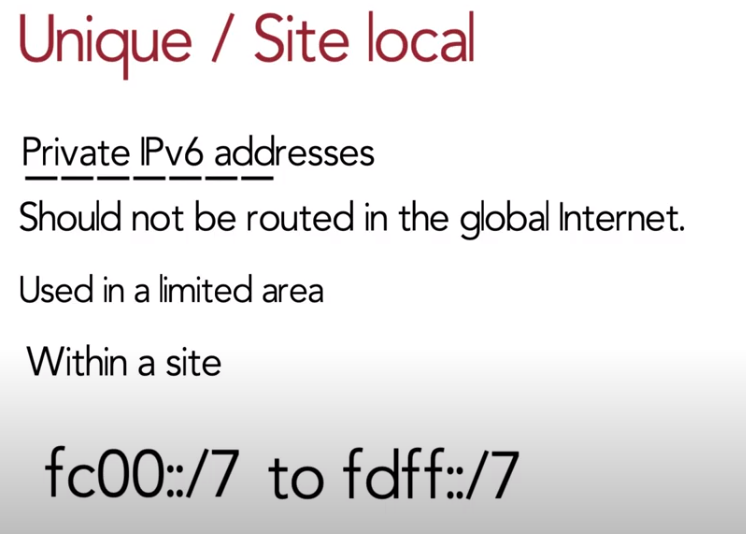 Unique / Site local
Private IPv6 addresses
Should not be routed in the global Internet.
Used in a limited area
Within a site
fc00::/7 to fdff::/7